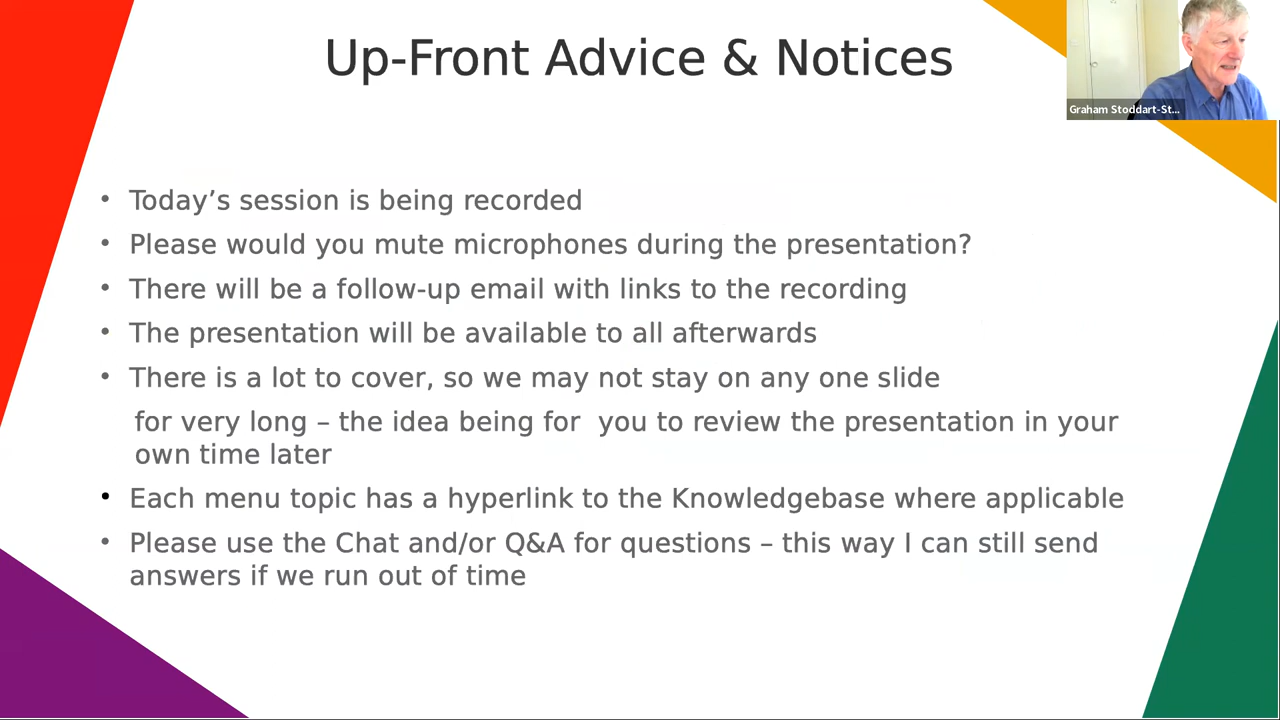 Up-Front Advice & Notices
Graham Stoddart-St...
• Today’s session is being recorded
• Please would you mute microphones during the presentation?
• There will be a follow-up email with links to the recording
• The presentation will be available to all afterwards
• There is a lot to cover, so we may not stay on any one slide
for very long – the idea being for  you to review the presentation in your
own time later
• Each menu topic has a hyperlink to the Knowledgebase where applicable
• Please use the Chat and/or Q&A for questions – this way I can still send
answers if we run out of time